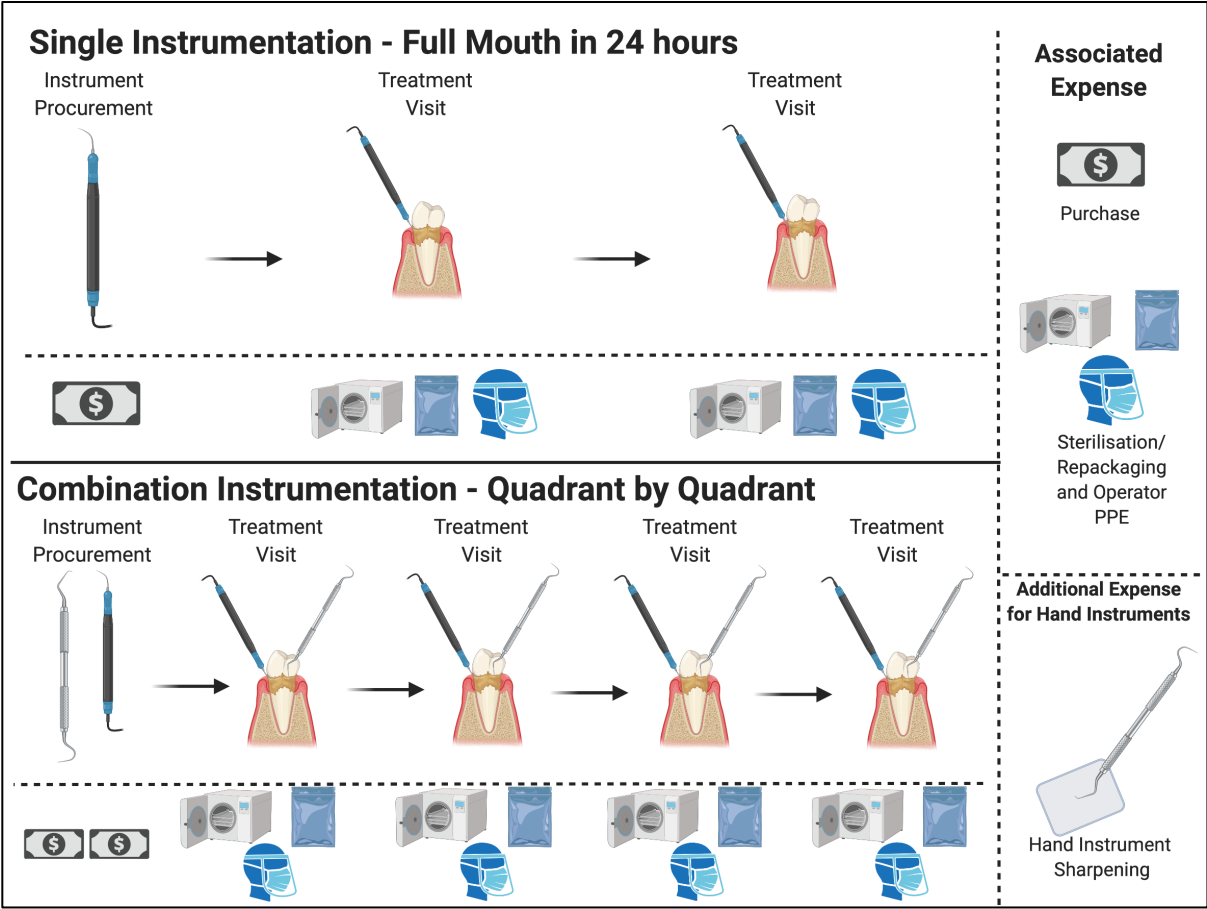 Single Instrumentation - Full Mouth in 24 hours
Instrument
Procurement
Treatment
Visit
Treatment
Visit
$
Combination Instrumentation - Quadrant by Quadrant
Instrument
Procurement
Treatment
Visit
Treatment
Visit
Treatment
Visit
Treatment
Visit
$ $
Associated
Expense
$
Purchase
Sterilisation/
Repackaging
and Operator
PPE
Additional Expense
for Hand Instruments
Hand Instrument
Sharpening